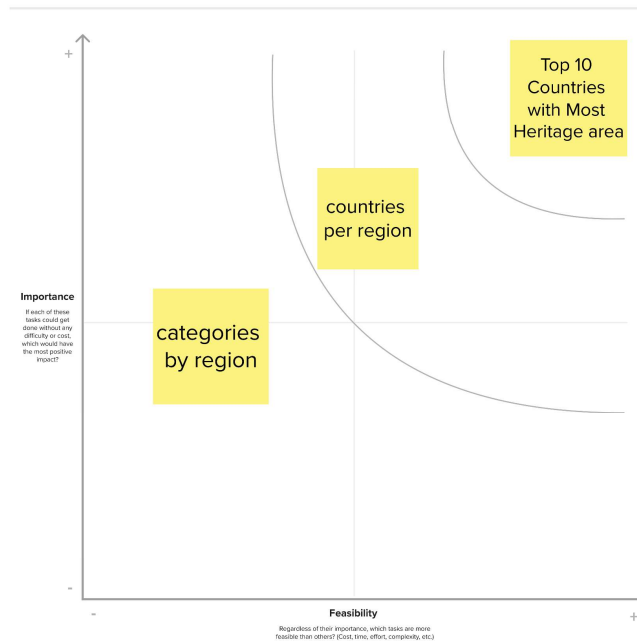 +
Top 10
Countries
with Most
Heritage area
countries
per region
Importance
If each of these
tasks could get
done without any
difficulty or cost,
which would have
the most positive
impact?
categories
by region
-
-
Feasibility
+
Regardless of their importance, which tasks are more
feasible than others? (Cost, time, effort, complexity, etc.)